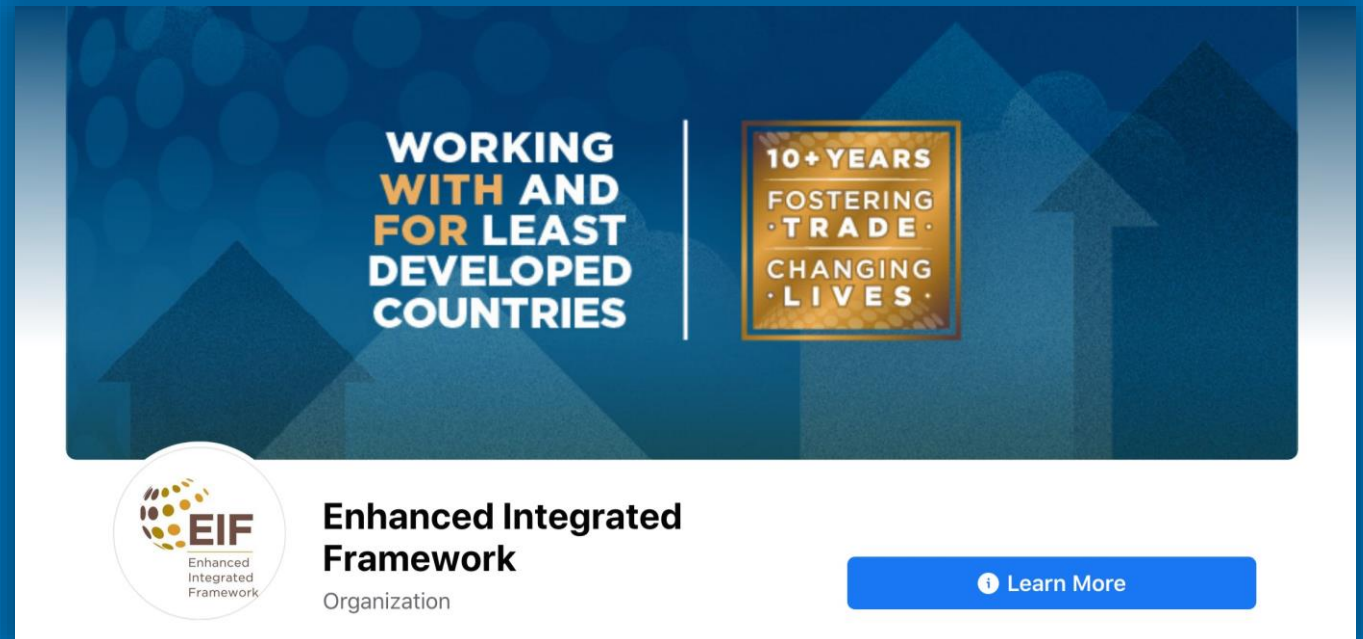 WORKING
WITH AND
FOR LEAST
DEVELOPED
COUNTRIES
10+ YEARS
FOSTERING
· TRADE ·
CHANGING
· LIVES ·
EIF
Enhanced
Integrated
Framework
Enhanced Integrated
Framework
Organization
Learn More